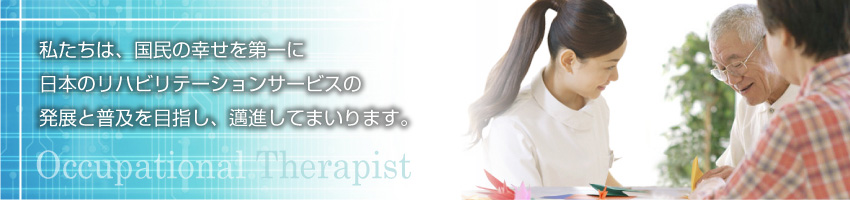 私たちは、国民の幸せを第一に
日本のリハビリテーションサービスの
発展と普及を目指し、邁進してまいります。
Occupational Therapist